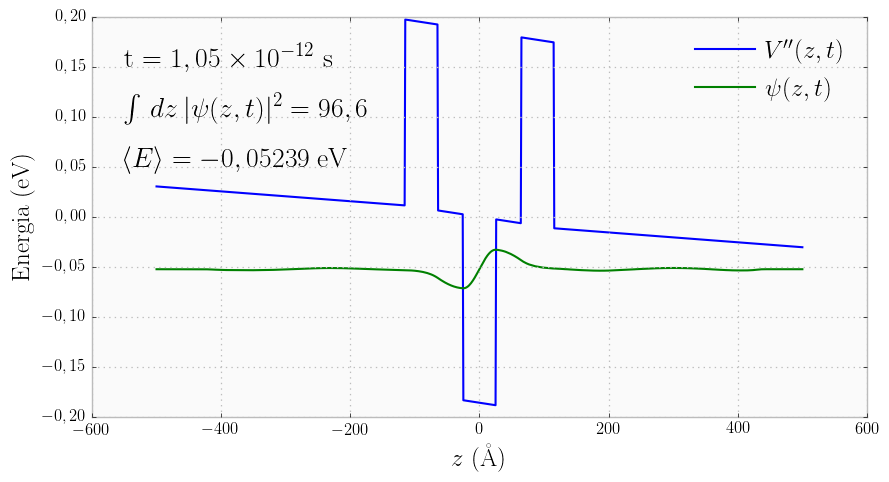 0,20
0,15
0,10
0,05
0,00
−0,05
−0,10
−0,15
−0,20
Energia (eV)
t = 1,05 × 10⁻¹² s
∫ dz |ψ(z, t)|² = 96,6
⟨E⟩ = −0,05239 eV
V″(z, t)
ψ(z, t)
−600 −400 −200 0 200 400 600
z (Å)